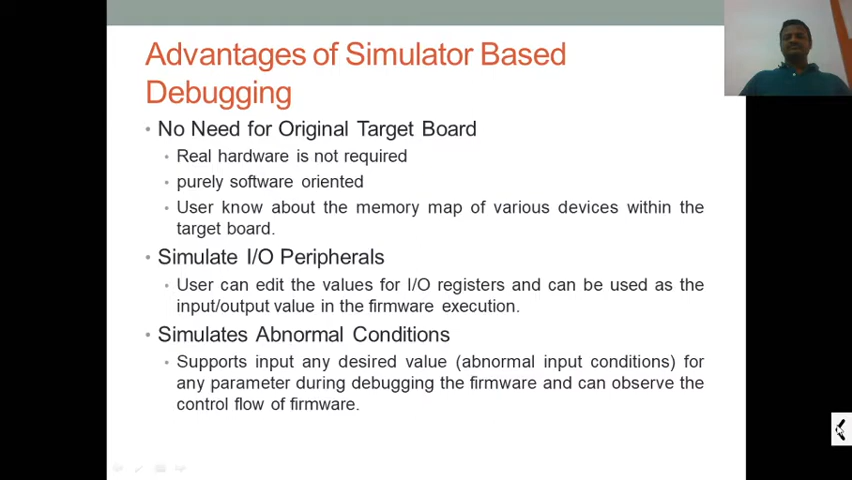 Advantages of Simulator Based
Debugging
• No Need for Original Target Board
• Real hardware is not required
• purely software oriented
• User know about the memory map of various devices within the
target board.
• Simulate I/O Peripherals
• User can edit the values for I/O registers and can be used as the
input/output value in the firmware execution.
• Simulates Abnormal Conditions
• Supports input any desired value (abnormal input conditions) for
any parameter during debugging the firmware and can observe the
control flow of firmware.